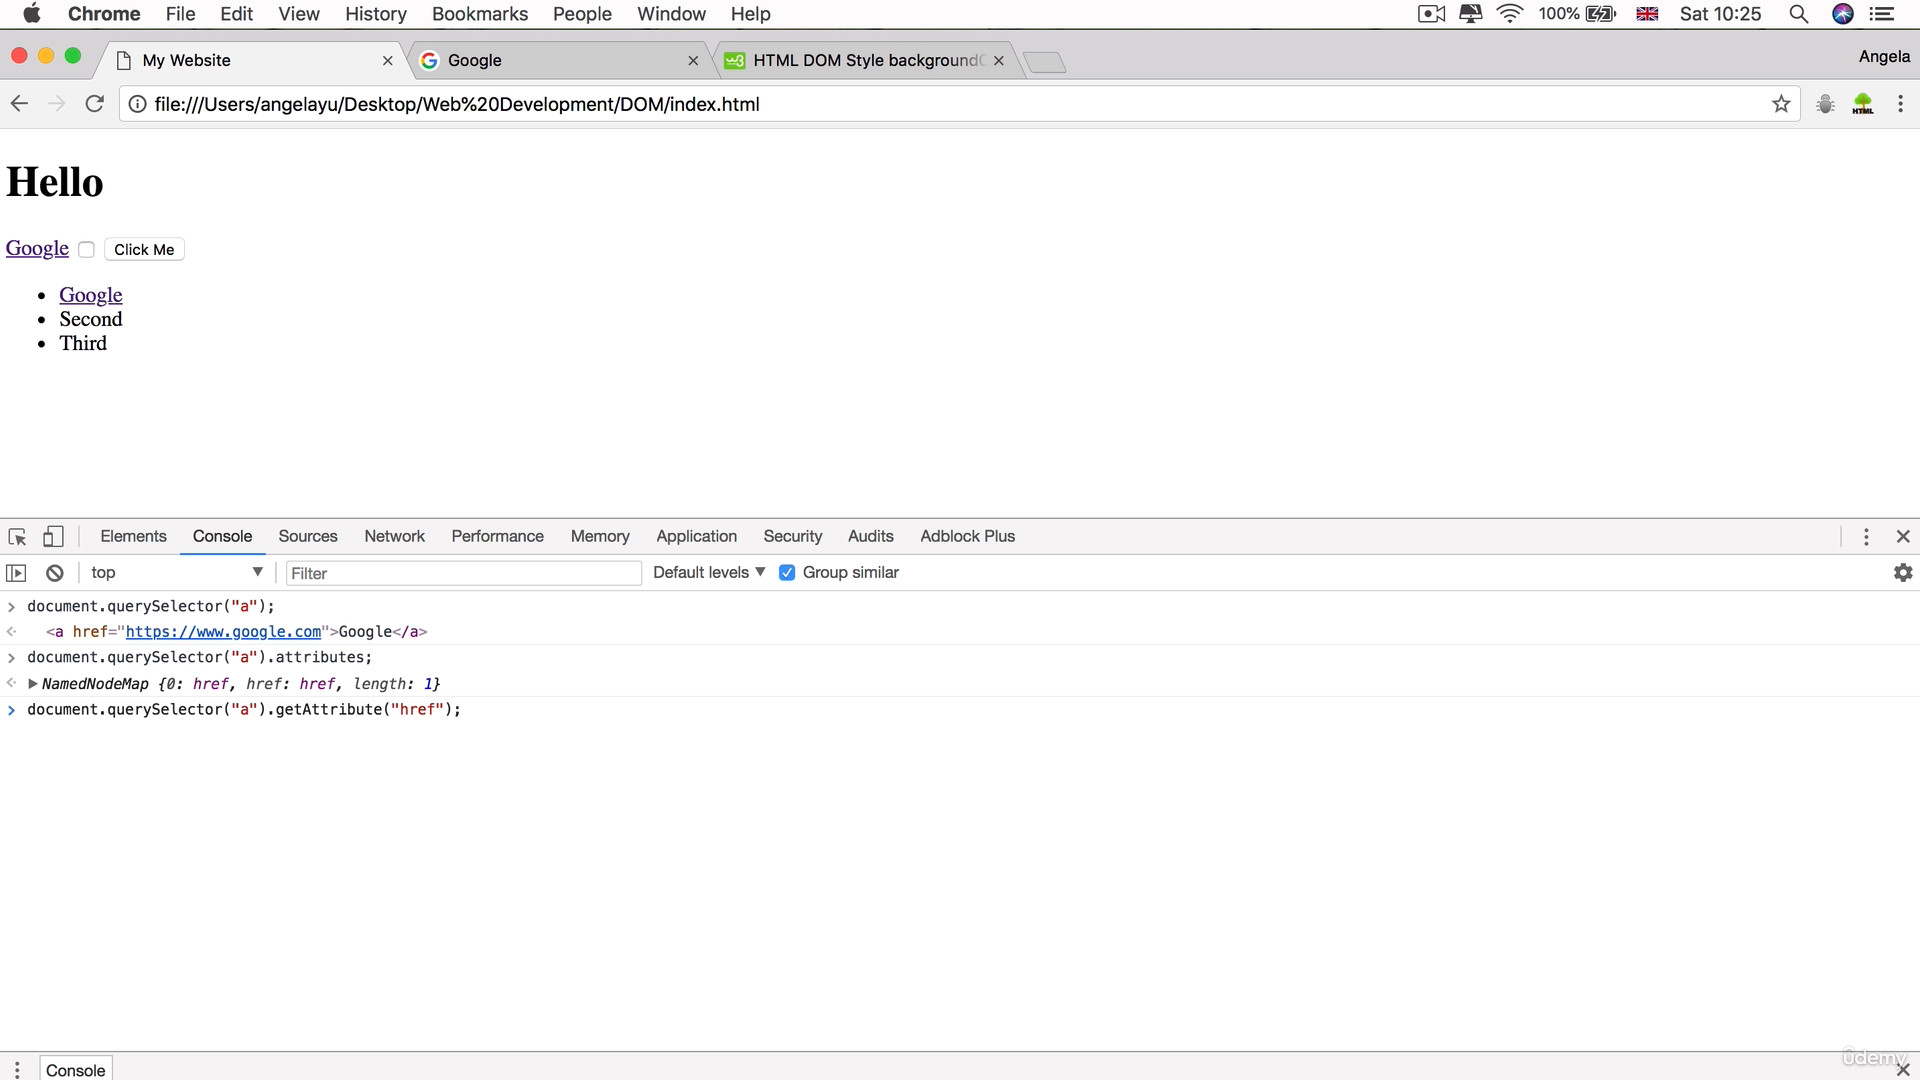 Chrome File Edit View History Bookmarks People Window Help 100% Sat 10:25
My Website Google HTML DOM Style background Angela
file:///Users/angelayu/Desktop/Web%20Development/DOM/index.html HTML
Hello
Google Click Me
• Google
• Second
• Third
Elements Console Sources Network Performance Memory Application Security Audits Adblock Plus
top Filter Default levels Group similar
document.querySelector("a");
<a href="https://www.google.com">Google</a>
document.querySelector("a").attributes;
NamedNodeMap {0: href, href: href, length: 1}
document.querySelector("a").getAttribute("href");
ûdemy
Console